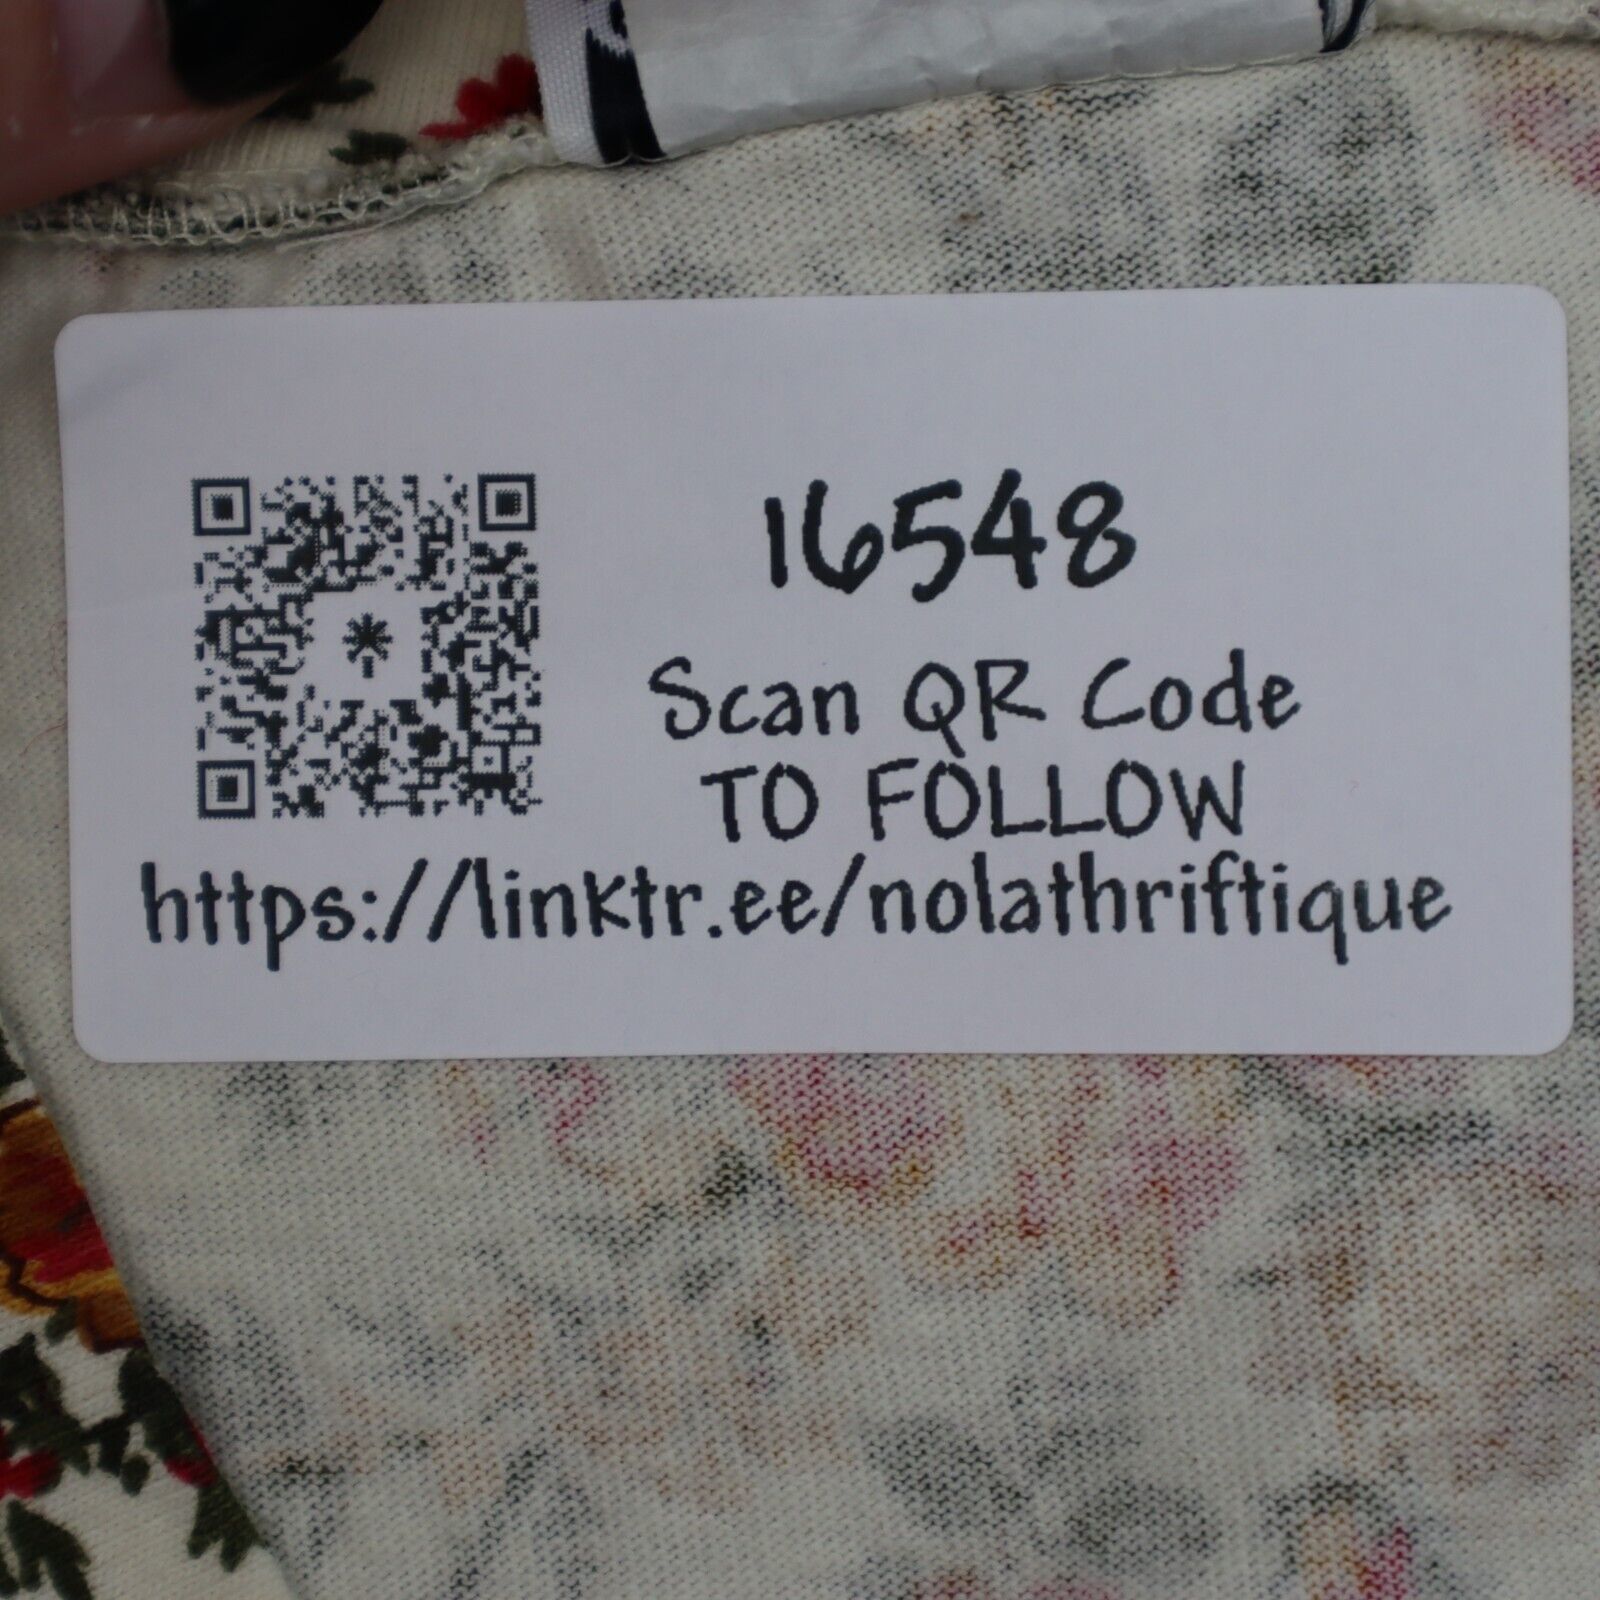 16548
Scan QR Code
TO FOLLOW
https://linktr.ee/nolathriftique